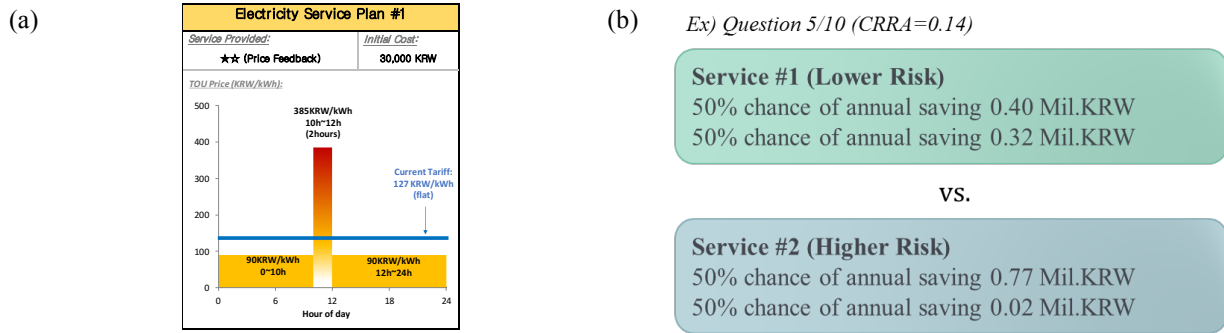 (a)
Electricity Service Plan #1
Service Provided:
Initial Cost:
★☆ (Price Feedback)
30,000 KRW
TOU Price (KRW/kWh):
500
400
300
200
100
0
385KRW/kWh
10h~12h
(2hours)
Current Tariff:
127 KRW/kWh
(flat)
90KRW/kWh
0~10h
90KRW/kWh
12h~24h
0
6
12
18
24
Hour of day
(b)
Ex) Question 5/10 (CRRA=0.14)
Service #1 (Lower Risk)
50% chance of annual saving 0.40 Mil.KRW
50% chance of annual saving 0.32 Mil.KRW
vs.
Service #2 (Higher Risk)
50% chance of annual saving 0.77 Mil.KRW
50% chance of annual saving 0.02 Mil.KRW